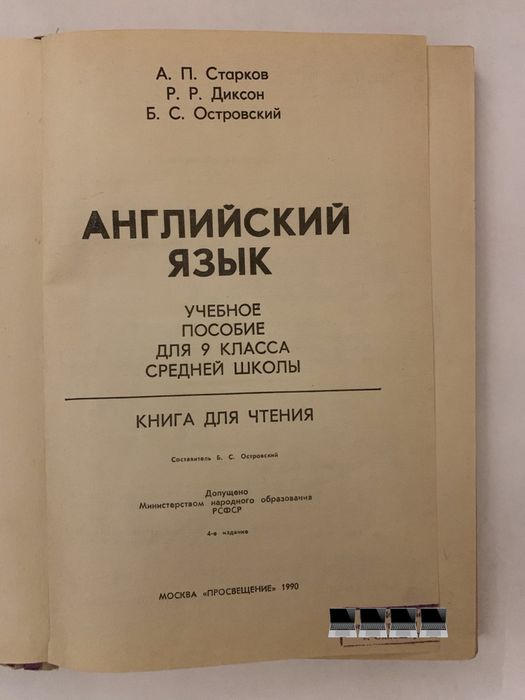 А. П. Старков
Р. Р. Диксон
Б. С. Островский
АНГЛИЙСКИЙ
ЯЗЫК
УЧЕБНОЕ
ПОСОБИЕ
ДЛЯ 9 КЛАССА
СРЕДНЕЙ ШКОЛЫ
КНИГА ДЛЯ ЧТЕНИЯ
Составитель Б. С. Островский
Допущено
Министерством народного образования
РСФСР
4-е издание
МОСКВА «ПРОСВЕЩЕНИЕ» 1990